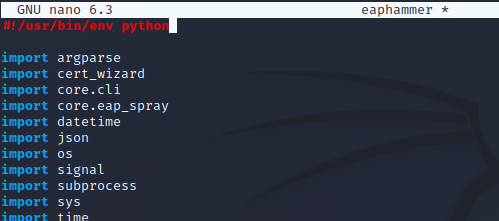 GNU nano 6.3 eaphammer *
#!/usr/bin/env python
import argparse
import cert_wizard
import core.cli
import core.eap_spray
import datetime
import json
import os
import signal
import subprocess
import sys
import time